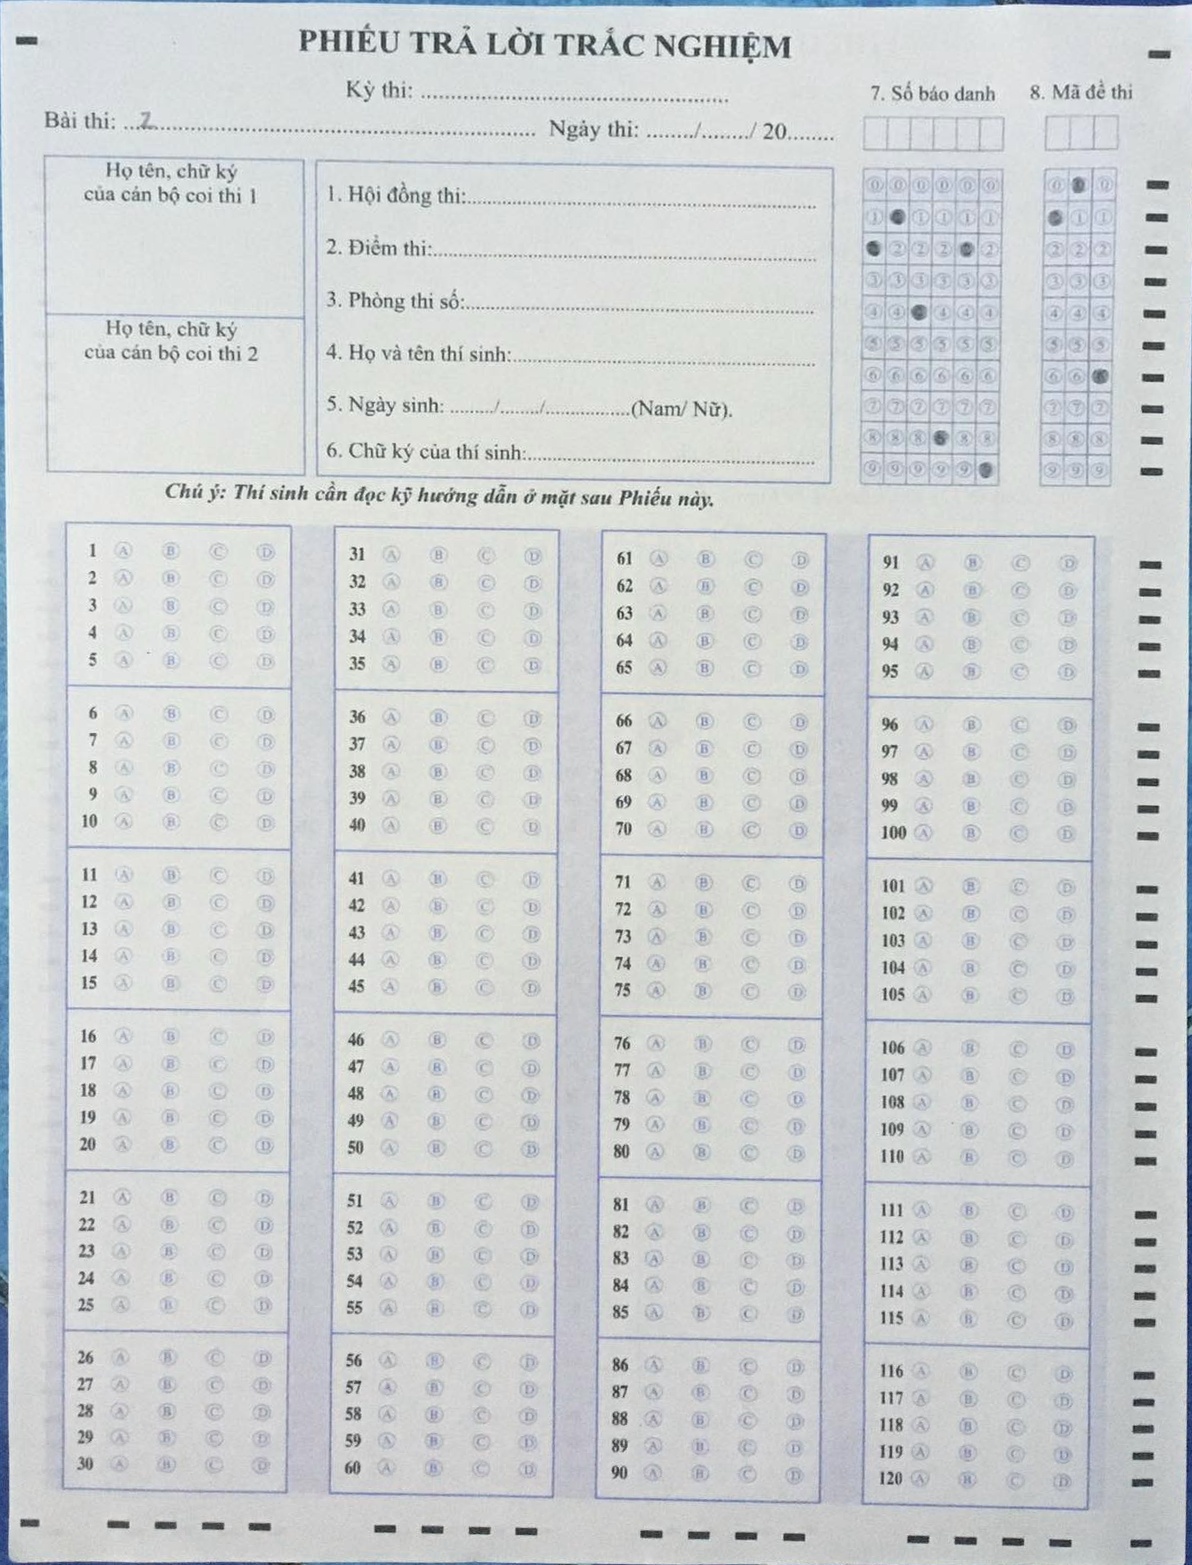 PHIẾU TRẢ LỜI TRẮC NGHIỆM
Kỳ thi: ........................................
7. Số báo danh
8. Mã đề thi
Bài thi: ...2........................................ Ngày thi: ......../......../ 20........
Họ tên, chữ ký
của cán bộ coi thi 1
Họ tên, chữ ký
của cán bộ coi thi 2
1. Hội đồng thi:........................................
2. Điểm thi:........................................
3. Phòng thi số:........................................
4. Họ và tên thí sinh:........................................
5. Ngày sinh: ......../......../................(Nam/ Nữ).
6. Chữ ký của thí sinh:........................................
0 0 0 0 0 0 0 0
1 1 1 1 1 1 1
2 2 2 2 2 2 2
3 3 3 3 3 3 3 3 3
4 4 4 4 4 4 4 4
5 5 5 5 5 5 5 5 5
6 6 6 6 6 6 6 6
7 7 7 7 7 7 7 7 7
8 8 8 8 8 8 8 8
9 9 9 9 9 9 9 9
Chú ý: Thí sinh cần đọc kỹ hướng dẫn ở mặt sau Phiếu này.
1 A B C D
2 A B C D
3 A B C D
4 A B C D
5 A B C D
6 A B C D
7 A B C D
8 A B C D
9 A B C D
10 A B C D
11 A B C D
12 A B C D
13 A B C D
14 A B C D
15 A B C D
16 A B C D
17 A B C D
18 A B C D
19 A B C D
20 A B C D
21 A B C D
22 A B C D
23 A B C D
24 A B C D
25 A B C D
26 A B C D
27 A B C D
28 A B C D
29 A B C D
30 A B C D
31 A B C D
32 A B C D
33 A B C D
34 A B C D
35 A B C D
36 A B C D
37 A B C D
38 A B C D
39 A B C D
40 A B C D
41 A B C D
42 A B C D
43 A B C D
44 A B C D
45 A B C D
46 A B C D
47 A B C D
48 A B C D
49 A B C D
50 A B C D
51 A B C D
52 A B C D
53 A B C D
54 A B C D
55 A B C D
56 A B C D
57 A B C D
58 A B C D
59 A B C D
60 A B C D
61 A B C D
62 A B C D
63 A B C D
64 A B C D
65 A B C D
66 A B C D
67 A B C D
68 A B C D
69 A B C D
70 A B C D
71 A B C D
72 A B C D
73 A B C D
74 A B C D
75 A B C D
76 A B C D
77 A B C D
78 A B C D
79 A B C D
80 A B C D
81 A B C D
82 A B C D
83 A B C D
84 A B C D
85 A B C D
86 A B C D
87 A B C D
88 A B C D
89 A B C D
90 A B C D
91 A B C D
92 A B C D
93 A B C D
94 A B C D
95 A B C D
96 A B C D
97 A B C D
98 A B C D
99 A B C D
100 A B C D
101 A B C D
102 A B C D
103 A B C D
104 A B C D
105 A B C D
106 A B C D
107 A B C D
108 A B C D
109 A B C D
110 A B C D
111 A B C D
112 A B C D
113 A B C D
114 A B C D
115 A B C D
116 A B C D
117 A B C D
118 A B C D
119 A B C D
120 A B C D